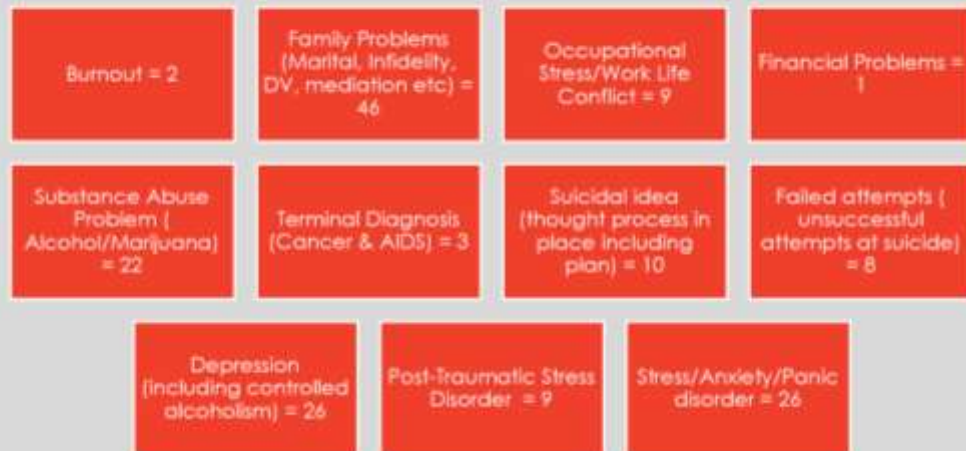 Burnout = 2
Family Problems
(Marital, Infidelity,
DV, mediation etc) =
46
Occupational
Stress/Work Life
Conflict = 9
Financial Problems =
1
Substance Abuse
Problem (
Alcohol/Marijuana)
= 22
Terminal Diagnosis
(Cancer & AIDS) = 3
Suicidal idea
(thought process in
place including
plan) = 10
Failed attempts (
unsuccessful
attempts at suicide)
= 8
Depression
(including controlled
alcoholism) = 26
Post-Traumatic Stress
Disorder = 9
Stress/Anxiety/Panic
disorder = 26